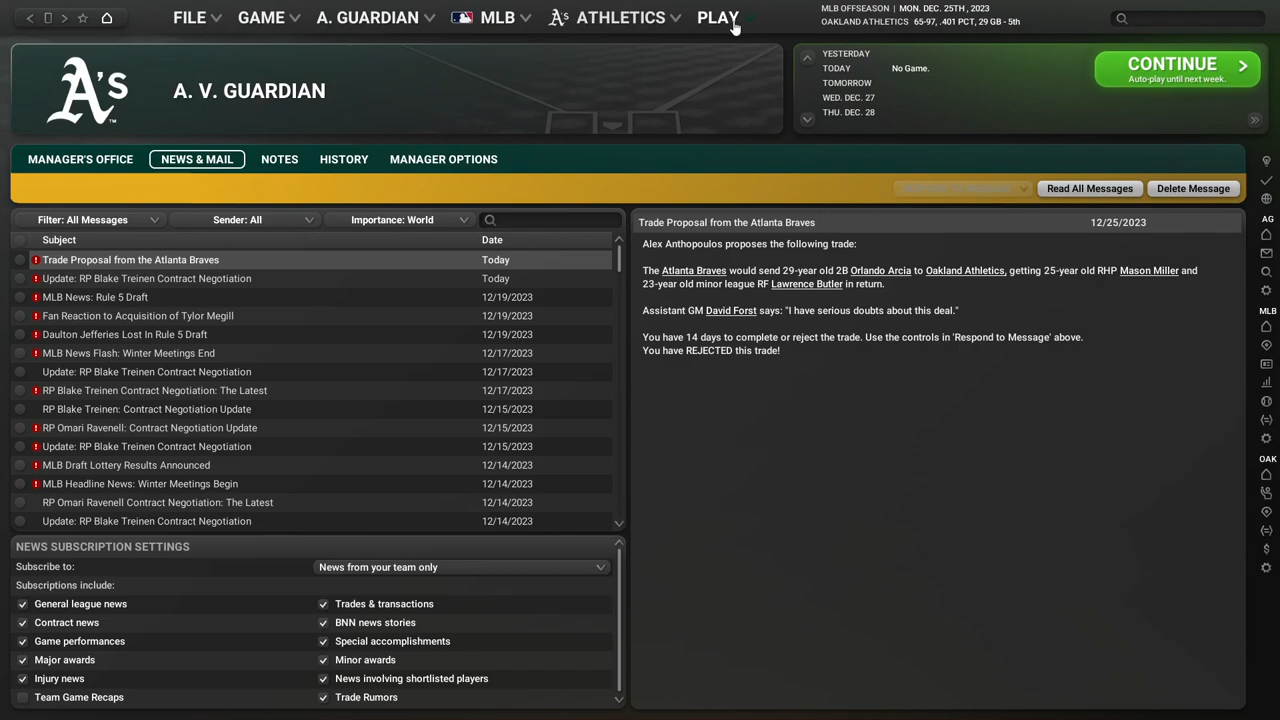 FILE GAME A. GUARDIAN MLB A's ATHLETICS PLAY
MLB OFFSEASON | MON. DEC. 25TH , 2023
OAKLAND ATHLETICS 65-97, .401 PCT, 29 GB - 5th
A's
A. V. GUARDIAN
YESTERDAY
TODAY No Game.
TOMORROW
WED. DEC. 27
THU. DEC. 28
CONTINUE
Auto-play until next week.
MANAGER'S OFFICE NEWS & MAIL NOTES HISTORY MANAGER OPTIONS
Read All Messages Delete Message
Filter: All Messages Sender: All Importance: World
Subject Date
Trade Proposal from the Atlanta Braves Today
Update: RP Blake Treinen Contract Negotiation Today
MLB News: Rule 5 Draft 12/19/2023
Fan Reaction to Acquisition of Tylor Megill 12/19/2023
Daulton Jefferies Lost In Rule 5 Draft 12/19/2023
MLB News Flash: Winter Meetings End 12/17/2023
Update: RP Blake Treinen Contract Negotiation 12/17/2023
RP Blake Treinen Contract Negotiation: The Latest 12/17/2023
RP Blake Treinen: Contract Negotiation Update 12/15/2023
RP Omari Ravenell: Contract Negotiation Update 12/15/2023
Update: RP Blake Treinen Contract Negotiation 12/15/2023
MLB Draft Lottery Results Announced 12/14/2023
MLB Headline News: Winter Meetings Begin 12/14/2023
RP Omari Ravenell Contract Negotiation: The Latest 12/14/2023
Update: RP Blake Treinen Contract Negotiation 12/14/2023
Trade Proposal from the Atlanta Braves 12/25/2023
Alex Anthopoulos proposes the following trade:
The Atlanta Braves would send 29-year old 2B Orlando Arcia to Oakland Athletics, getting 25-year old RHP Mason Miller and
23-year old minor league RF Lawrence Butler in return.
Assistant GM David Forst says: "I have serious doubts about this deal."
You have 14 days to complete or reject the trade. Use the controls in 'Respond to Message' above.
You have REJECTED this trade!
NEWS SUBSCRIPTION SETTINGS
Subscribe to: News from your team only
Subscriptions include:
General league news Trades & transactions
Contract news BNN news stories
Game performances Special accomplishments
Major awards Minor awards
Injury news News involving shortlisted players
Team Game Recaps Trade Rumors
AG
MLB
OAK